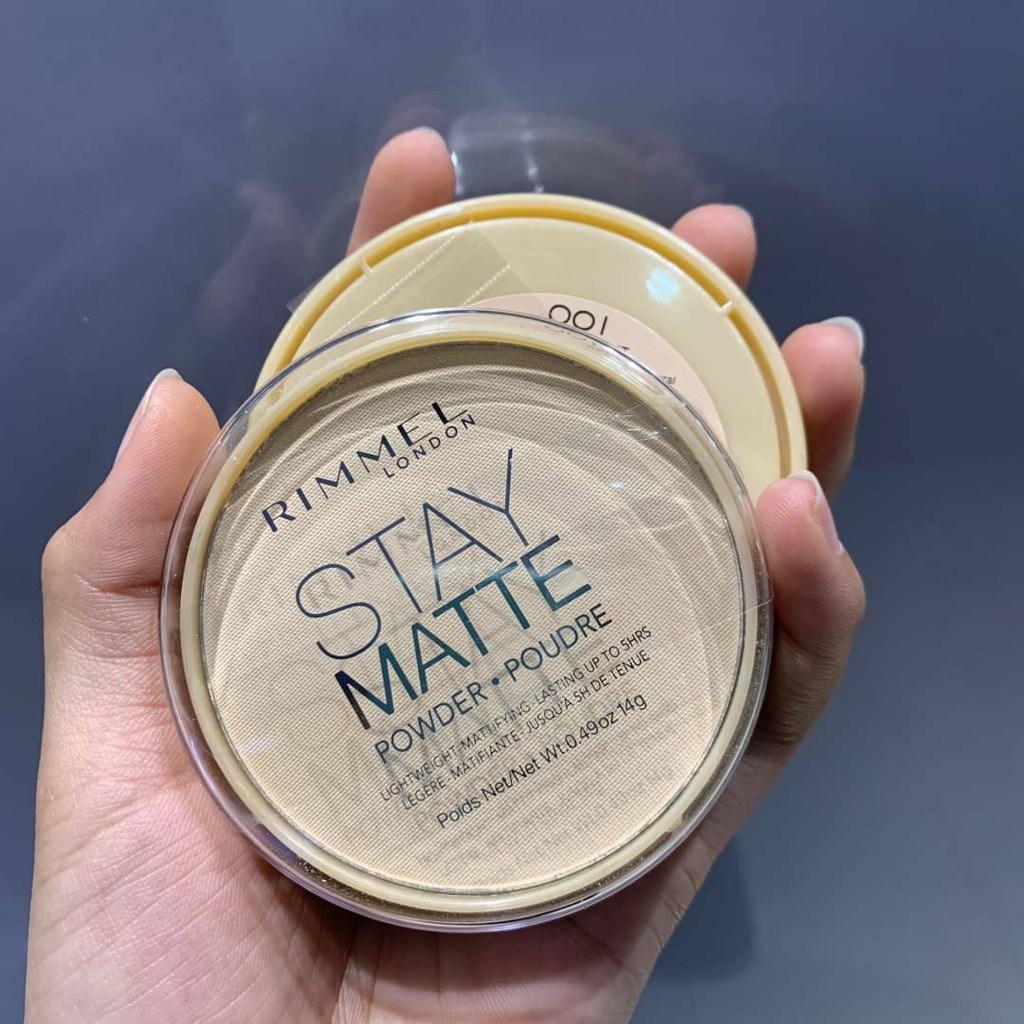 001
RIMMEL
LONDON
STAY
MATTE
POWDER • POUDRE
LIGHTWEIGHT · MATTIFYING · LASTING UP TO 5HRS
LÉGÈRE · MATIFIANTE · JUSQU'À 5H DE TENUE
Poids Net/Net Wt.0.49oz 14g